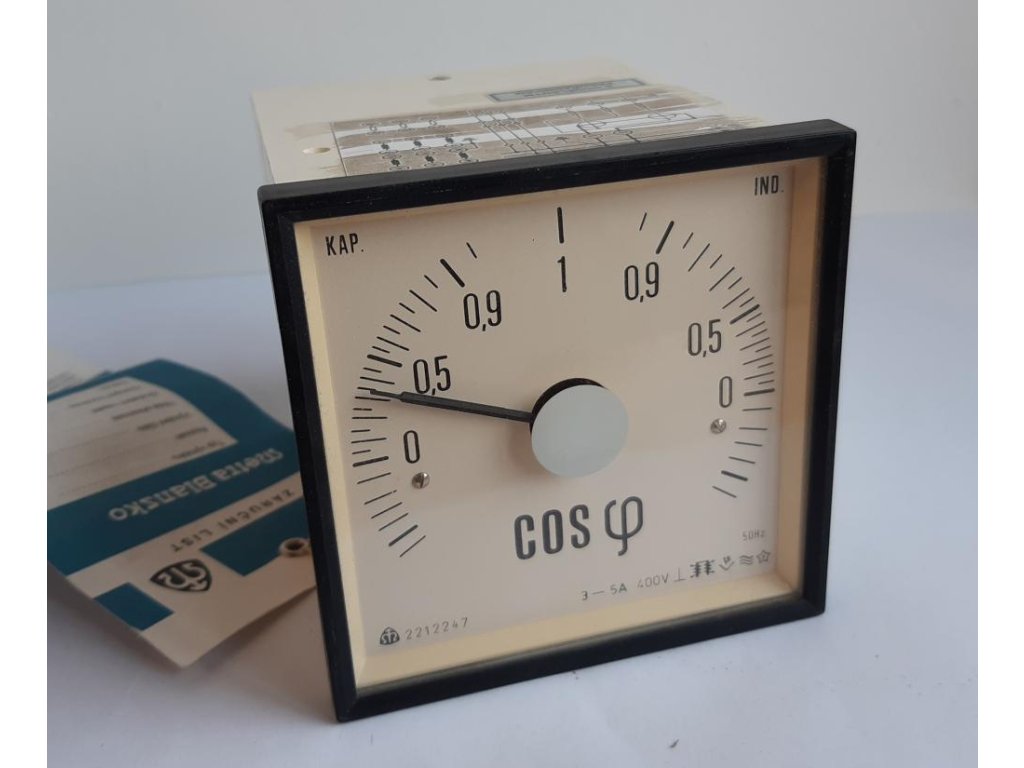 KAP.
IND.
1
0,9
0,9
0,5
0,5
0
0
COS φ
50Hz
3 — 5A 400V
2212247
Metra Blansko
ZÁRUČNÍ LIST